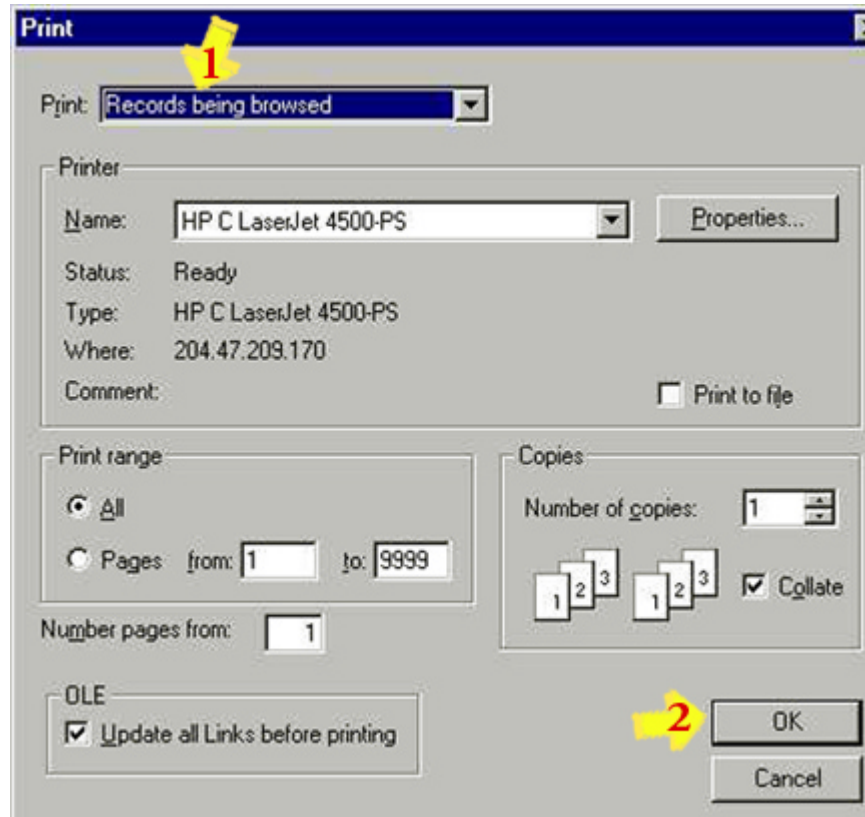 Print
1
Print: Records being browsed
Printer
Name: HP C LaserJet 4500-PS Properties...
Status: Ready
Type: HP C LaserJet 4500-PS
Where: 204.47.209.170
Comment: Print to file
Print range Copies
All Number of copies: 1
Pages from: 1 to: 9999
1 2 3 1 2 3 Collate
Number pages from: 1
OLE
Update all Links before printing
2 OK
Cancel